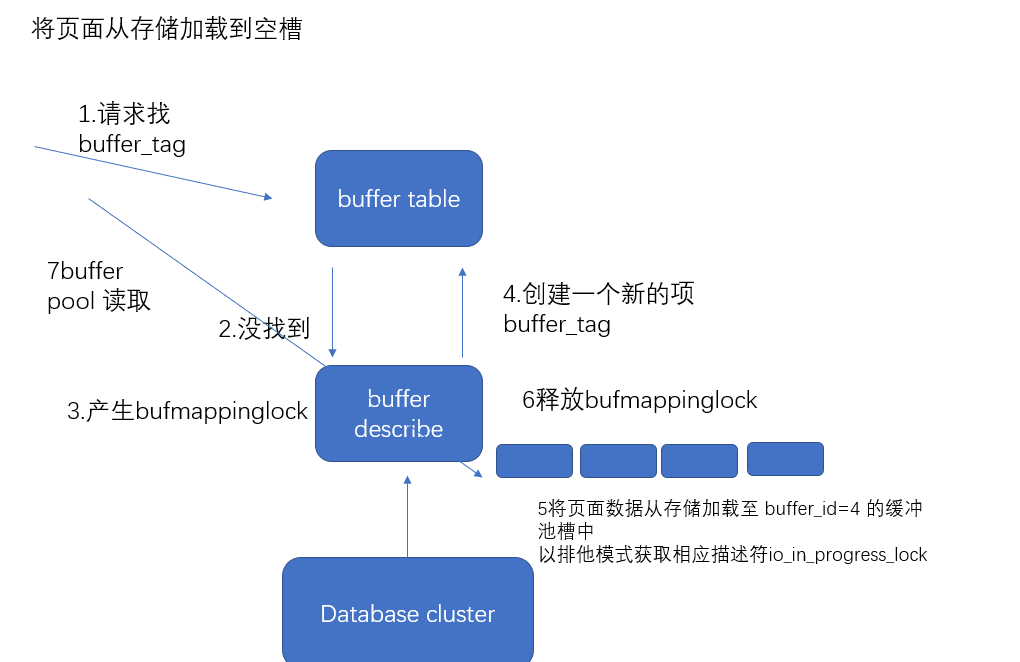 将页面从存储加载到空槽
1.请求找
buffer_tag
buffer table
7buffer
pool 读取
2.没找到
4.创建一个新的项
buffer_tag
3.产生bufmappinglock
buffer
describe
6释放bufmappinglock
5将页面数据从存储加载至 buffer_id=4 的缓冲
池槽中
以排他模式获取相应描述符io_in_progress_lock
Database cluster